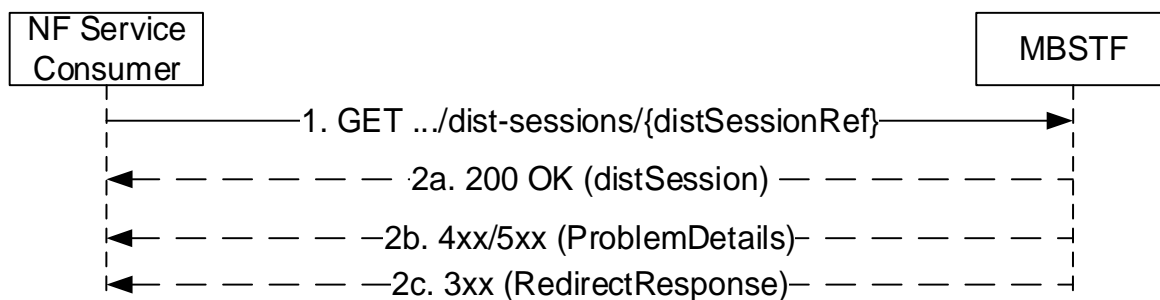 NF Service
Consumer
MBSTF
1. GET .../dist-sessions/{distSessionRef}
2a. 200 OK (distSession)
2b. 4xx/5xx (ProblemDetails)
2c. 3xx (RedirectResponse)